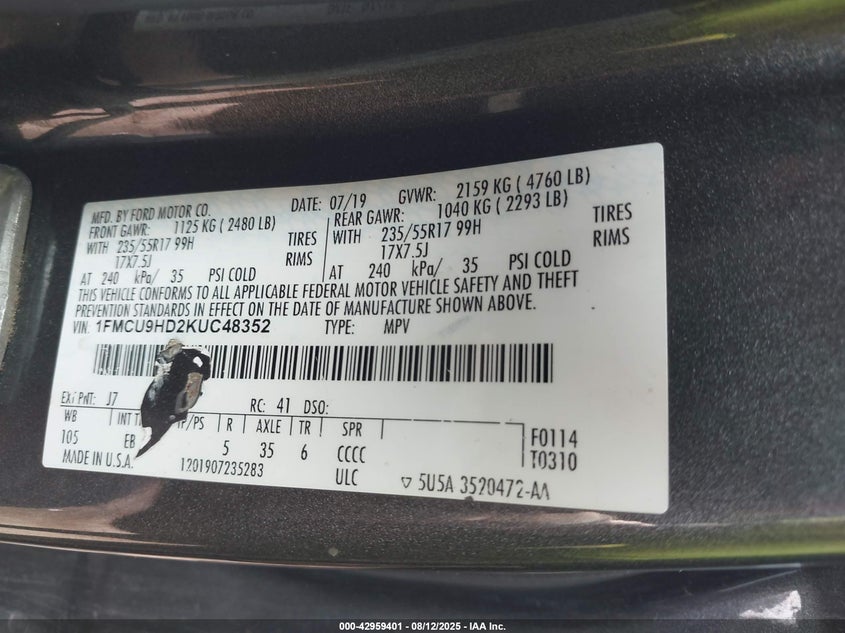 MFD. BY FORD MOTOR CO. DATE: 07/19 GVWR: 2159 KG ( 4760 LB)
FRONT GAWR: 1125 KG ( 2480 LB) REAR GAWR: 1040 KG ( 2293 LB)
WITH 235/55R17 99H TIRES WITH 235/55R17 99H TIRES
17X7.5J RIMS 17X7.5J RIMS
AT 240 kPa/ 35 PSI COLD AT 240 kPa/ 35 PSI COLD
THIS VEHICLE CONFORMS TO ALL APPLICABLE FEDERAL MOTOR VEHICLE SAFETY AND THEFT
PREVENTION STANDARDS IN EFFECT ON THE DATE OF MANUFACTURE SHOWN ABOVE.
VIN: 1FMCU9HD2KUC48352 TYPE: MPV
EXT PNT: J7 RC: 41 DSO:
WB INT /PS R AXLE TR SPR
105 EB 5 35 6 CCCC F0114
MADE IN U.S.A. 1201907235283 ULC T0310
▽ 5U5A 3520472-AA
000-42959401 - 08/12/2025 - IAA Inc.